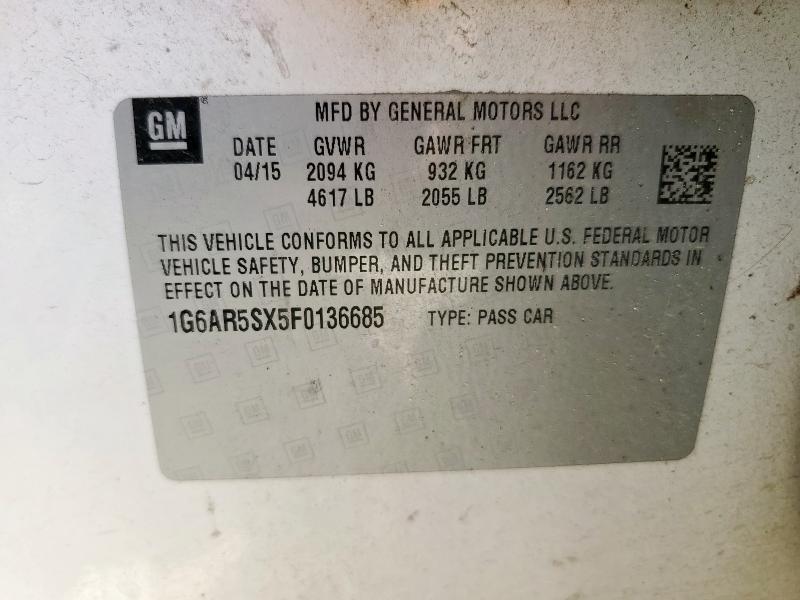 GM
MFD BY GENERAL MOTORS LLC
DATE GVWR GAWR FRT GAWR RR
04/15 2094 KG 932 KG 1162 KG
4617 LB 2055 LB 2562 LB
THIS VEHICLE CONFORMS TO ALL APPLICABLE U.S. FEDERAL MOTOR
VEHICLE SAFETY, BUMPER, AND THEFT PREVENTION STANDARDS IN
EFFECT ON THE DATE OF MANUFACTURE SHOWN ABOVE.
1G6AR5SX5F0136685 TYPE: PASS CAR